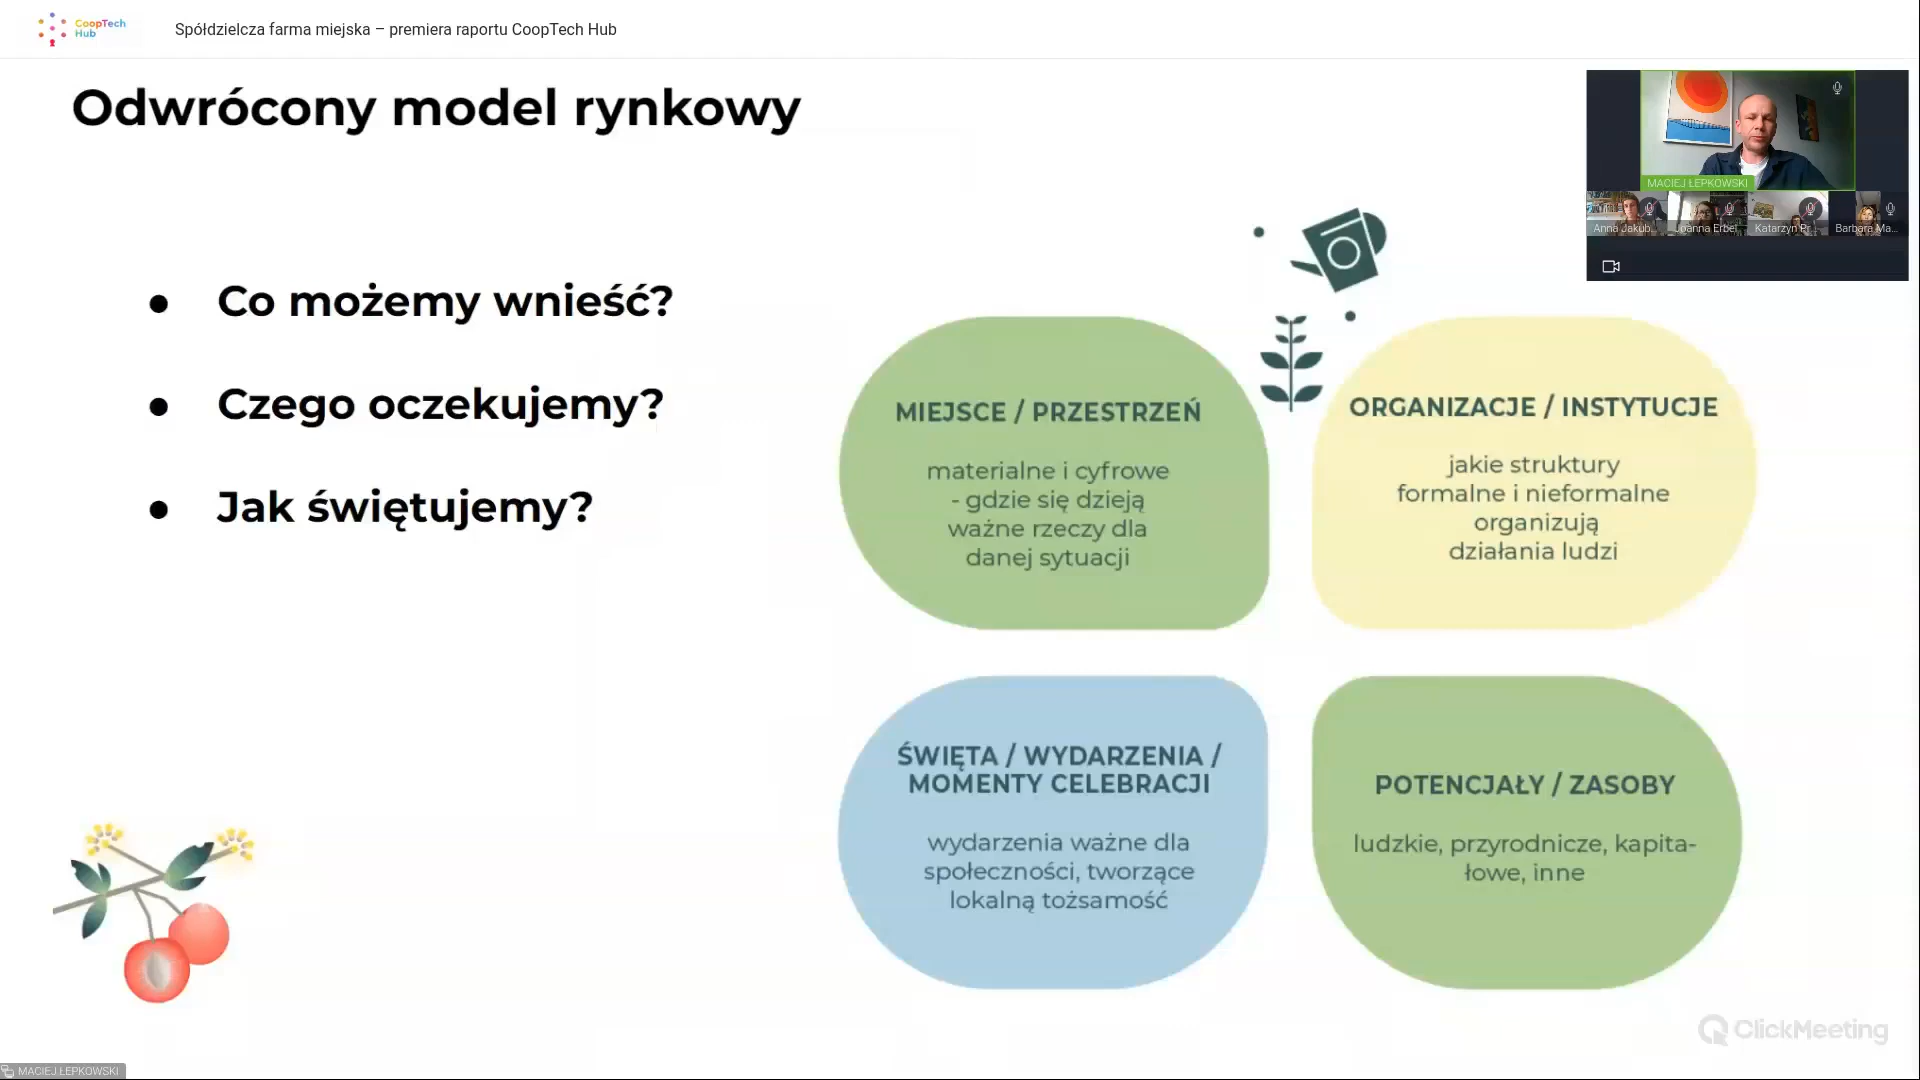 CoopTech
Hub
Spółdzielcza farma miejska – premiera raportu CoopTech Hub
Odwrócony model rynkowy
MACIEJ ŁEPKOWSKI
Anna Jakub...
Joanna Erbel
Katarzyn Pr...
Barbara Ma...
● Co możemy wnieść?
● Czego oczekujemy?
● Jak świętujemy?
MIEJSCE / PRZESTRZEŃ
materialne i cyfrowe
- gdzie się dzieją
ważne rzeczy dla
danej sytuacji
ORGANIZACJE / INSTYTUCJE
jakie struktury
formalne i nieformalne
organizują
działania ludzi
ŚWIĘTA / WYDARZENIA /
MOMENTY CELEBRACJI
wydarzenia ważne dla
społeczności, tworzące
lokalną tożsamość
POTENCJAŁY / ZASOBY
ludzkie, przyrodnicze, kapita-
łowe, inne
ClickMeeting
MACIEJ ŁEPKOWSKI